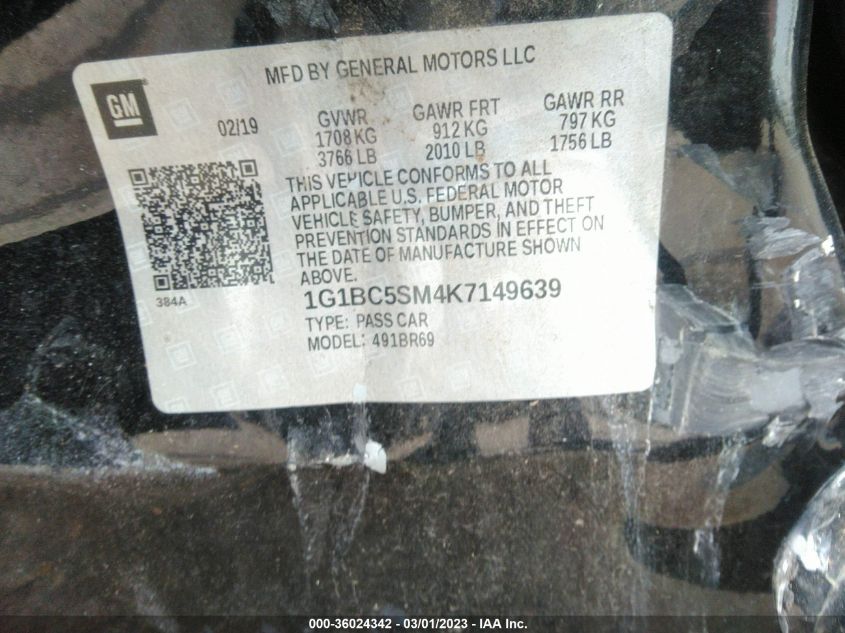 MFD BY GENERAL MOTORS LLC
GM
02/19
GVWR GAWR FRT GAWR RR
1708 KG 912 KG 797 KG
3766 LB 2010 LB 1756 LB
THIS VEHICLE CONFORMS TO ALL
APPLICABLE U.S. FEDERAL MOTOR
VEHICLE SAFETY, BUMPER, AND THEFT
PREVENTION STANDARDS IN EFFECT ON
THE DATE OF MANUFACTURE SHOWN
ABOVE.
384A
1G1BC5SM4K7149639
TYPE: PASS CAR
MODEL: 491BR69
000-36024342 - 03/01/2023 - IAA Inc.